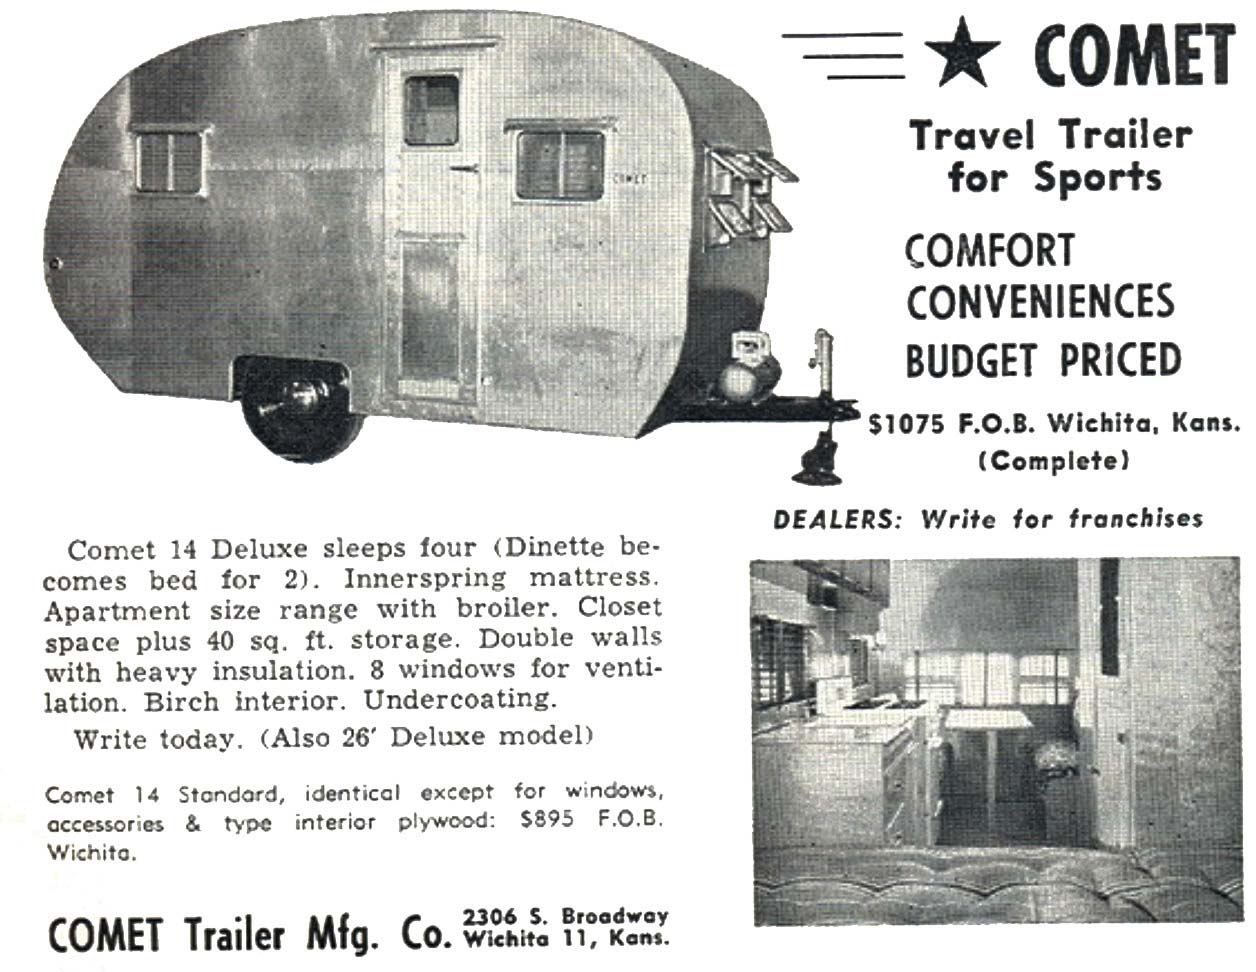 COMET
Travel Trailer
for Sports
COMFORT
CONVENIENCES
BUDGET PRICED
$1075 F.O.B. Wichita, Kans.
(Complete)
DEALERS: Write for franchises
COMET
Comet 14 Deluxe sleeps four (Dinette be-
comes bed for 2). Innerspring mattress.
Apartment size range with broiler. Closet
space plus 40 sq. ft. storage. Double walls
with heavy insulation. 8 windows for venti-
lation. Birch interior. Undercoating.
Write today. (Also 26' Deluxe model)
Comet 14 Standard, identical except for windows,
accessories & type interior plywood: $895 F.O.B.
Wichita.
COMET Trailer Mfg. Co.
2306 S. Broadway
Wichita 11, Kans.